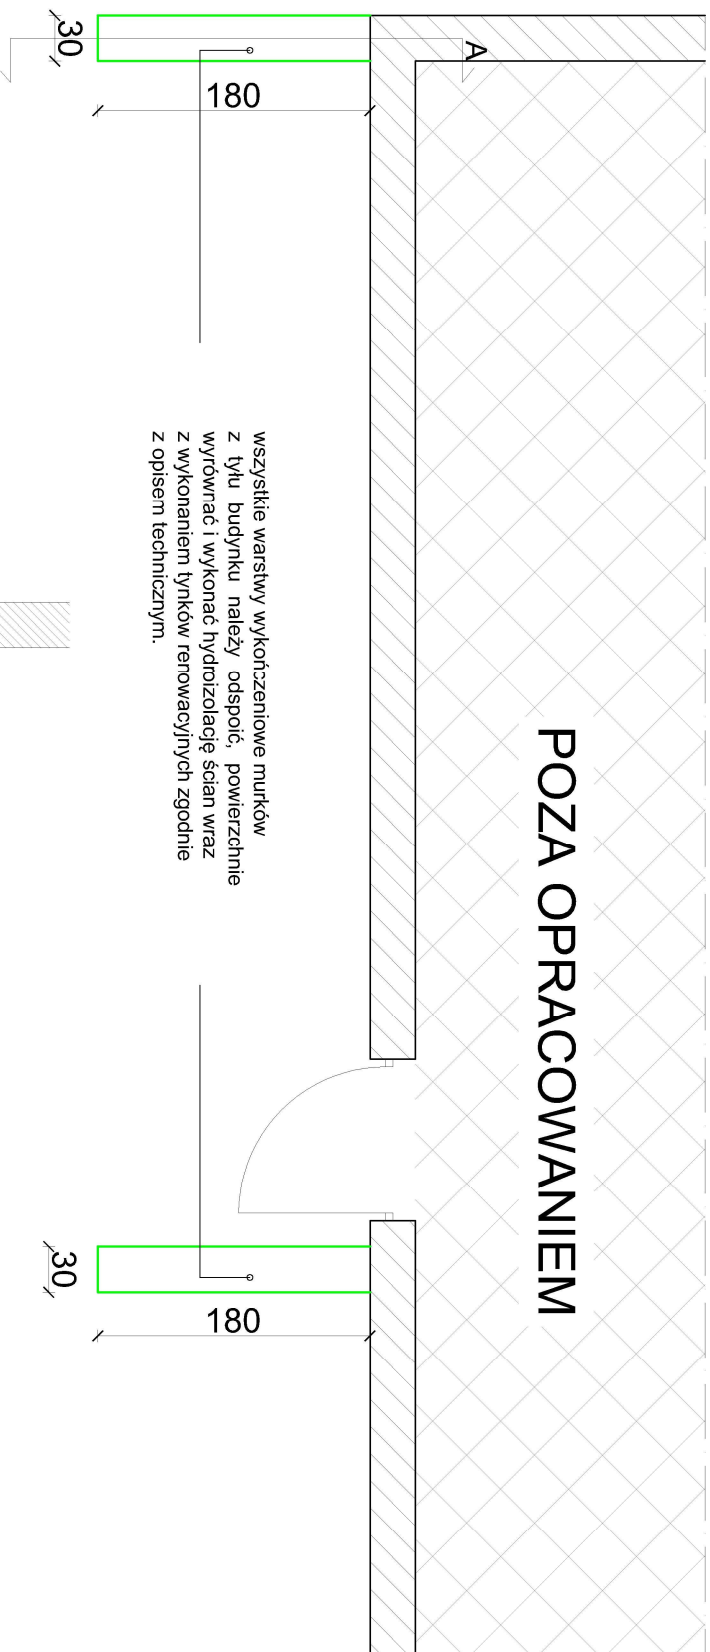 A
30
180
wszystkie warstwy wykończeniowe murków
z tyłu budynku należy odspoić, powierzchnie
wyrównać i wykonać hydroizolację ścian wraz
z wykonaniem tynków renowacyjnych zgodnie
z opisem technicznym.
POZA OPRACOWANIEM
30
180